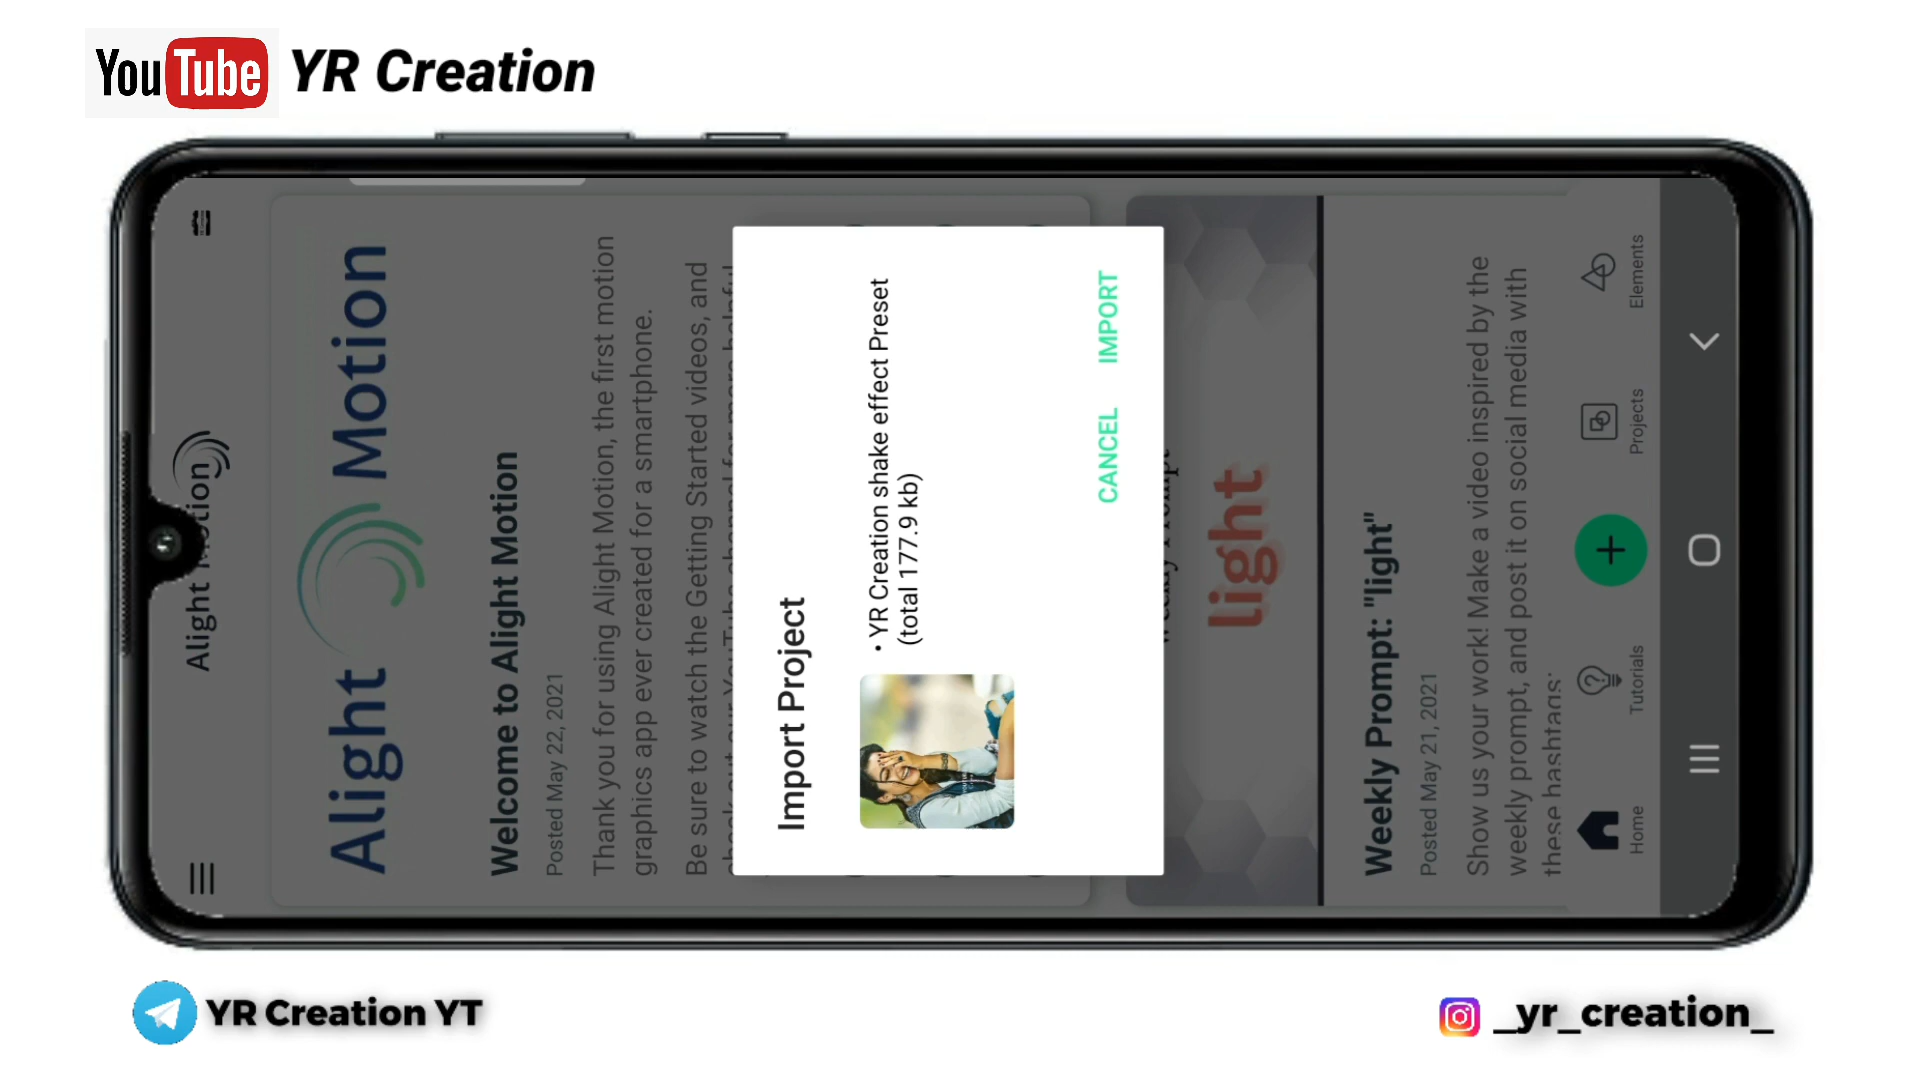 YouTube YR Creation
Alight Motion
Alight Motion
Welcome to Alight Motion
Posted May 22, 2021
Thank you for using Alight Motion, the first motion
graphics app ever created for a smartphone.
Be sure to watch the Getting Started videos, and
Import Project
• YR Creation shake effect Preset
(total 177.9 kb)
CANCEL IMPORT
light
Weekly Prompt: "light"
Posted May 21, 2021
Show us your work! Make a video inspired by the
weekly prompt, and post it on social media with
these hashtags:
Home
Tutorials
Projects
Elements
YR Creation YT
_yr_creation_